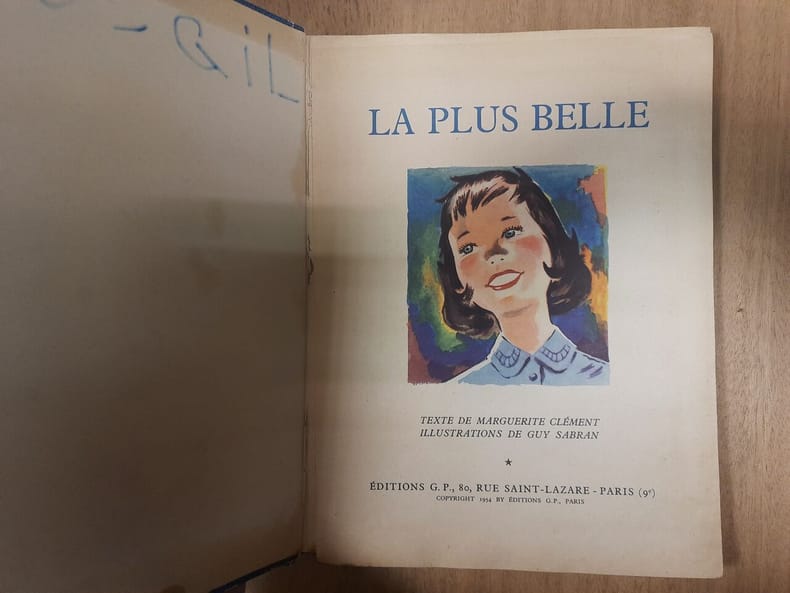 - GIL
LA PLUS BELLE
TEXTE DE MARGUERITE CLÉMENT
ILLUSTRATIONS DE GUY SABRAN
★
ÉDITIONS G. P., 80, RUE SAINT-LAZARE - PARIS (9e)
COPYRIGHT 1954 BY ÉDITIONS G.P., PARIS